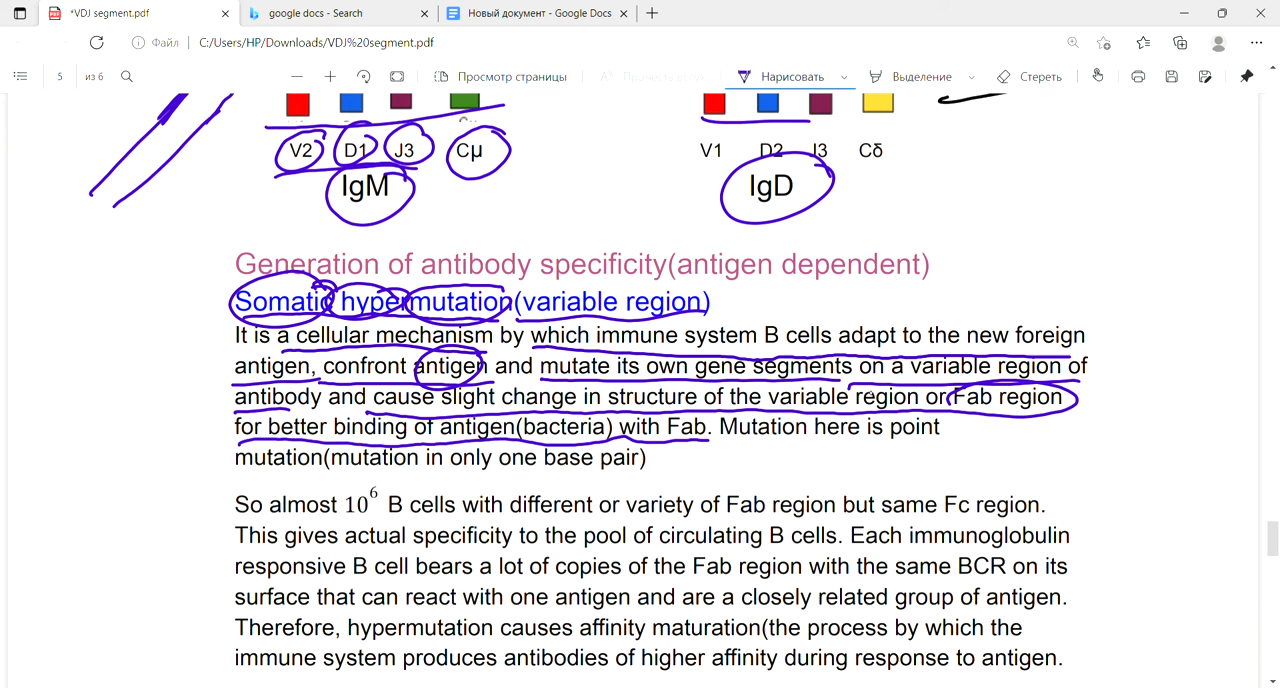 *VDJ segment.pdf
google docs - Search
Новый документ - Google Docs
Файл
C:/Users/HP/Downloads/VDJ%20segment.pdf
5 из 6
Просмотр страницы
Прочесть вслух
Нарисовать
Выделение
Стереть
V2 D1 J3 Cμ
V1 D2 J3 Cδ
IgM
IgD
Generation of antibody specificity(antigen dependent)
Somatic hypermutation(variable region)
It is a cellular mechanism by which immune system B cells adapt to the new foreign
antigen, confront antigen and mutate its own gene segments on a variable region of
antibody and cause slight change in structure of the variable region or Fab region
for better binding of antigen(bacteria) with Fab. Mutation here is point
mutation(mutation in only one base pair)
So almost 10⁶ B cells with different or variety of Fab region but same Fc region.
This gives actual specificity to the pool of circulating B cells. Each immunoglobulin
responsive B cell bears a lot of copies of the Fab region with the same BCR on its
surface that can react with one antigen and are a closely related group of antigen.
Therefore, hypermutation causes affinity maturation(the process by which the
immune system produces antibodies of higher affinity during response to antigen.